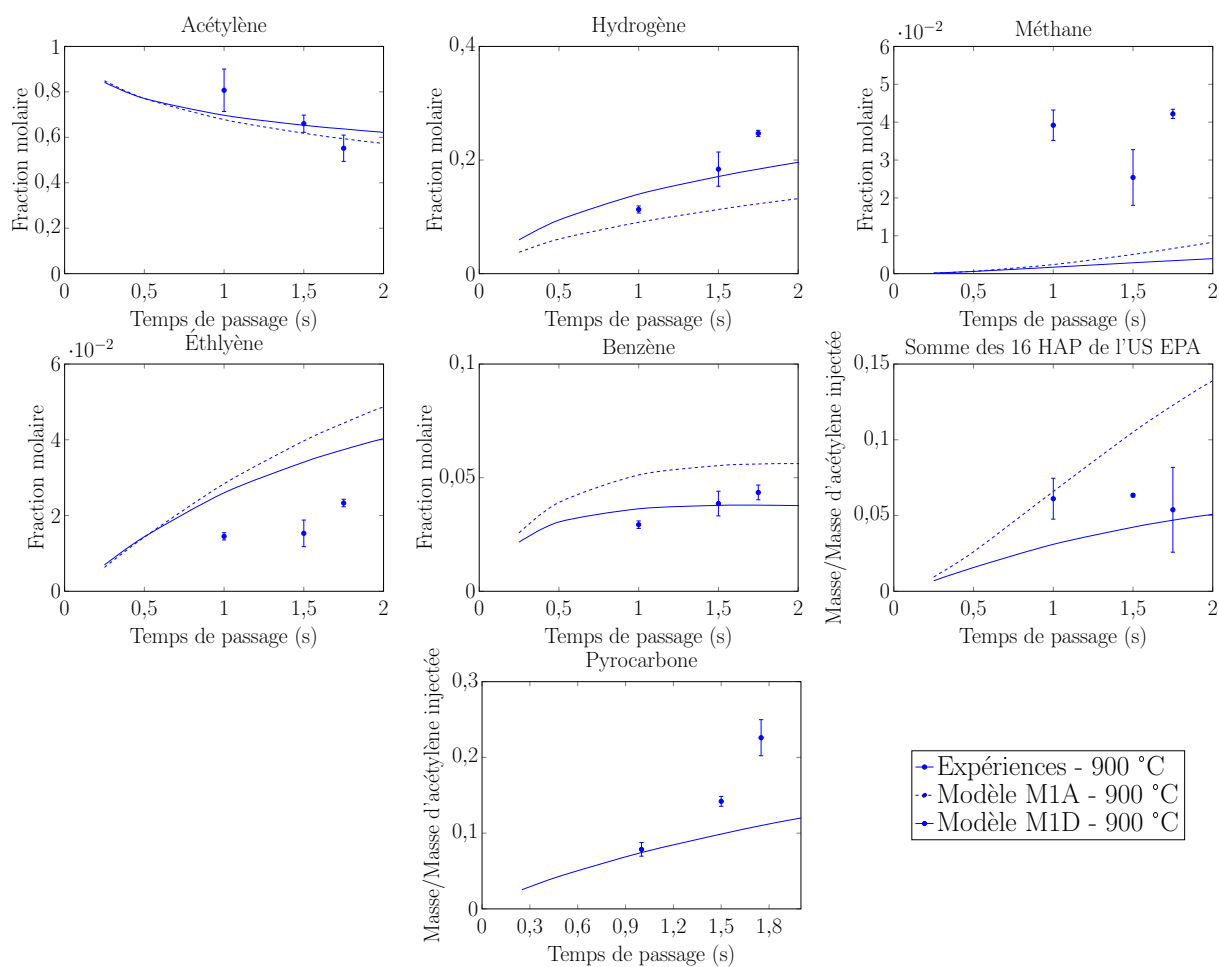 Acétylène
1
0,8
0,6
0,4
0,2
0
0 0,5 1 1,5 2
Fraction molaire
Temps de passage (s)
Hydrogène
0,4
0,2
0
0 0,5 1 1,5 2
Fraction molaire
Temps de passage (s)
Méthane
·10⁻²
6
5
4
3
2
1
0
0 0,5 1 1,5 2
Fraction molaire
Temps de passage (s)
Éthlyène
·10⁻²
6
4
2
0
0 0,5 1 1,5 2
Fraction molaire
Temps de passage (s)
Benzène
0,1
0,05
0
0 0,5 1 1,5 2
Fraction molaire
Temps de passage (s)
Somme des 16 HAP de l'US EPA
0,15
0,1
0,05
0
0 0,5 1 1,5 2
Masse/Masse d'acétylène injectée
Temps de passage (s)
Pyrocarbone
0,3
0,2
0,1
0
0 0,3 0,6 0,9 1,2 1,5 1,8
Masse/Masse d'acétylène injectée
Temps de passage (s)
Expériences - 900 °C
Modèle M1A - 900 °C
Modèle M1D - 900 °C